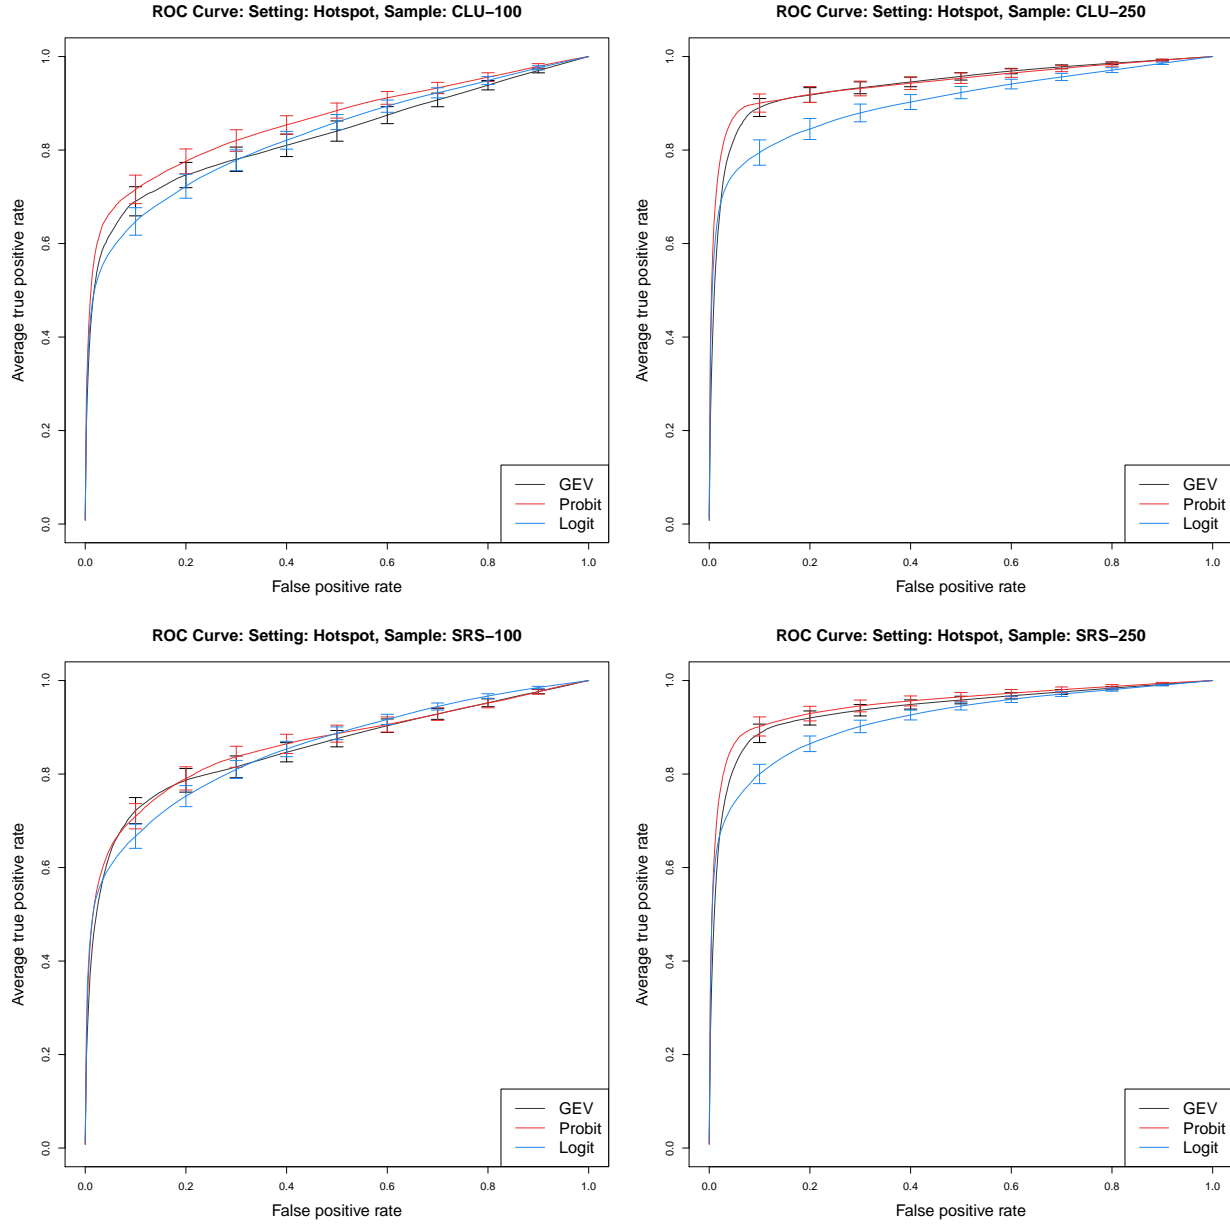 ROC Curve: Setting: Hotspot, Sample: CLU−100
Average true positive rate
1.0
0.8
0.6
0.4
0.2
0.0
GEV
Probit
Logit
0.0 0.2 0.4 0.6 0.8 1.0
False positive rate
ROC Curve: Setting: Hotspot, Sample: CLU−250
Average true positive rate
1.0
0.8
0.6
0.4
0.2
0.0
GEV
Probit
Logit
0.0 0.2 0.4 0.6 0.8 1.0
False positive rate
ROC Curve: Setting: Hotspot, Sample: SRS−100
Average true positive rate
1.0
0.8
0.6
0.4
0.2
0.0
GEV
Probit
Logit
0.0 0.2 0.4 0.6 0.8 1.0
False positive rate
ROC Curve: Setting: Hotspot, Sample: SRS−250
Average true positive rate
1.0
0.8
0.6
0.4
0.2
0.0
GEV
Probit
Logit
0.0 0.2 0.4 0.6 0.8 1.0
False positive rate